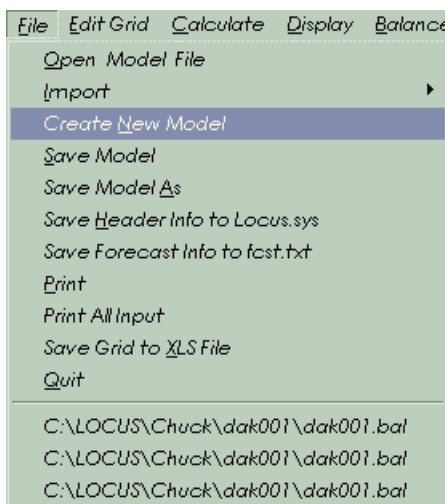 File Edit Grid Calculate Display Balance
Open Model File
Import
Create New Model
Save Model
Save Model As
Save Header Info to Locus.sys
Save Forecast Info to fcst.txt
Print
Print All Input
Save Grid to XLS File
Quit
C:\LOCUS\Chuck\dak001\dak001.bal
C:\LOCUS\Chuck\dak001\dak001.bal
C:\LOCUS\Chuck\dak001\dak001.bal